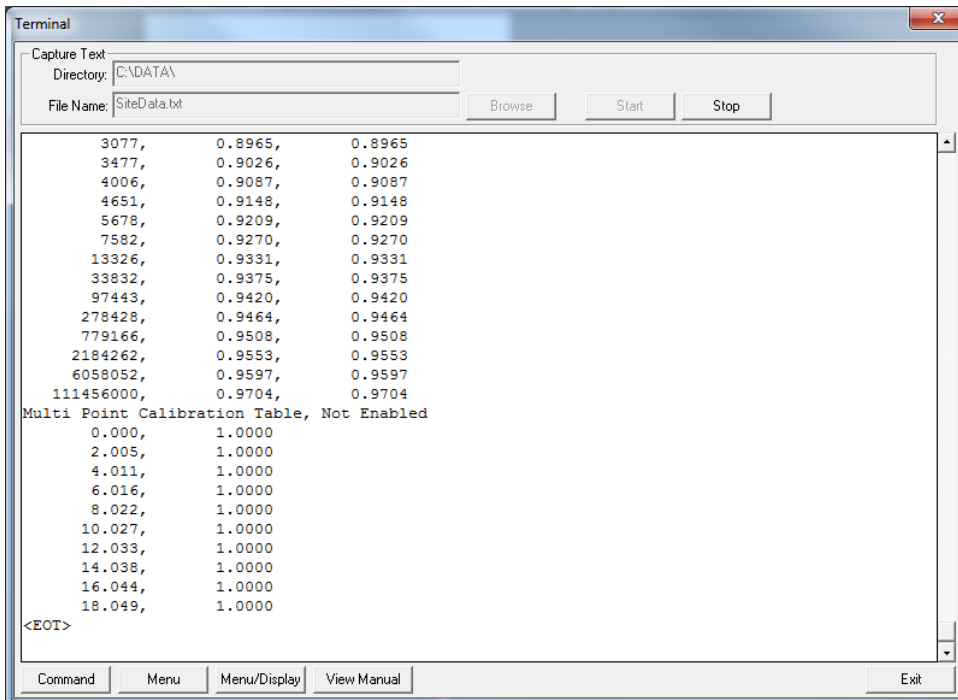 Terminal
Capture Text
Directory: C:\DATA\
File Name: SiteData.txt Browse Start Stop
3077, 0.8965, 0.8965
3477, 0.9026, 0.9026
4006, 0.9087, 0.9087
4651, 0.9148, 0.9148
5678, 0.9209, 0.9209
7582, 0.9270, 0.9270
13326, 0.9331, 0.9331
33832, 0.9375, 0.9375
97443, 0.9420, 0.9420
278428, 0.9464, 0.9464
779166, 0.9508, 0.9508
2184262, 0.9553, 0.9553
6058052, 0.9597, 0.9597
111456000, 0.9704, 0.9704
Multi Point Calibration Table, Not Enabled
0.000, 1.0000
2.005, 1.0000
4.011, 1.0000
6.016, 1.0000
8.022, 1.0000
10.027, 1.0000
12.033, 1.0000
14.038, 1.0000
16.044, 1.0000
18.049, 1.0000
<EOT>
Command Menu Menu/Display View Manual Exit